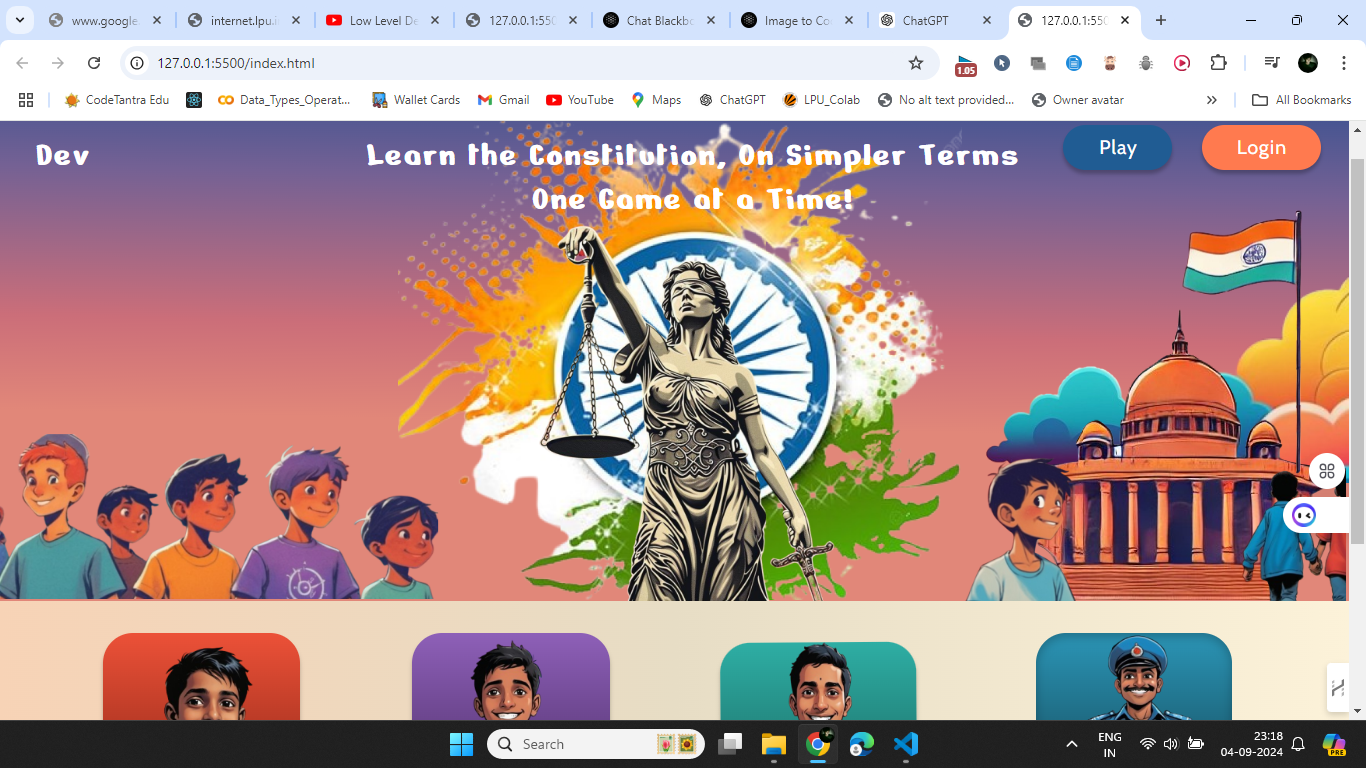 www.google.
internet.lpu.i
Low Level De
127.0.0.1:550
Chat Blackbo
Image to Co
ChatGPT
127.0.0.1:550
127.0.0.1:5500/index.html
1.05
CodeTantra Edu
Data_Types_Operat...
Wallet Cards
Gmail
YouTube
Maps
ChatGPT
LPU_Colab
No alt text provided...
Owner avatar
All Bookmarks
Dev
Learn the Constitution, On Simpler Terms
One Game at a Time!
Play
Login
Search
ENG
IN
23:18
04-09-2024
PRE